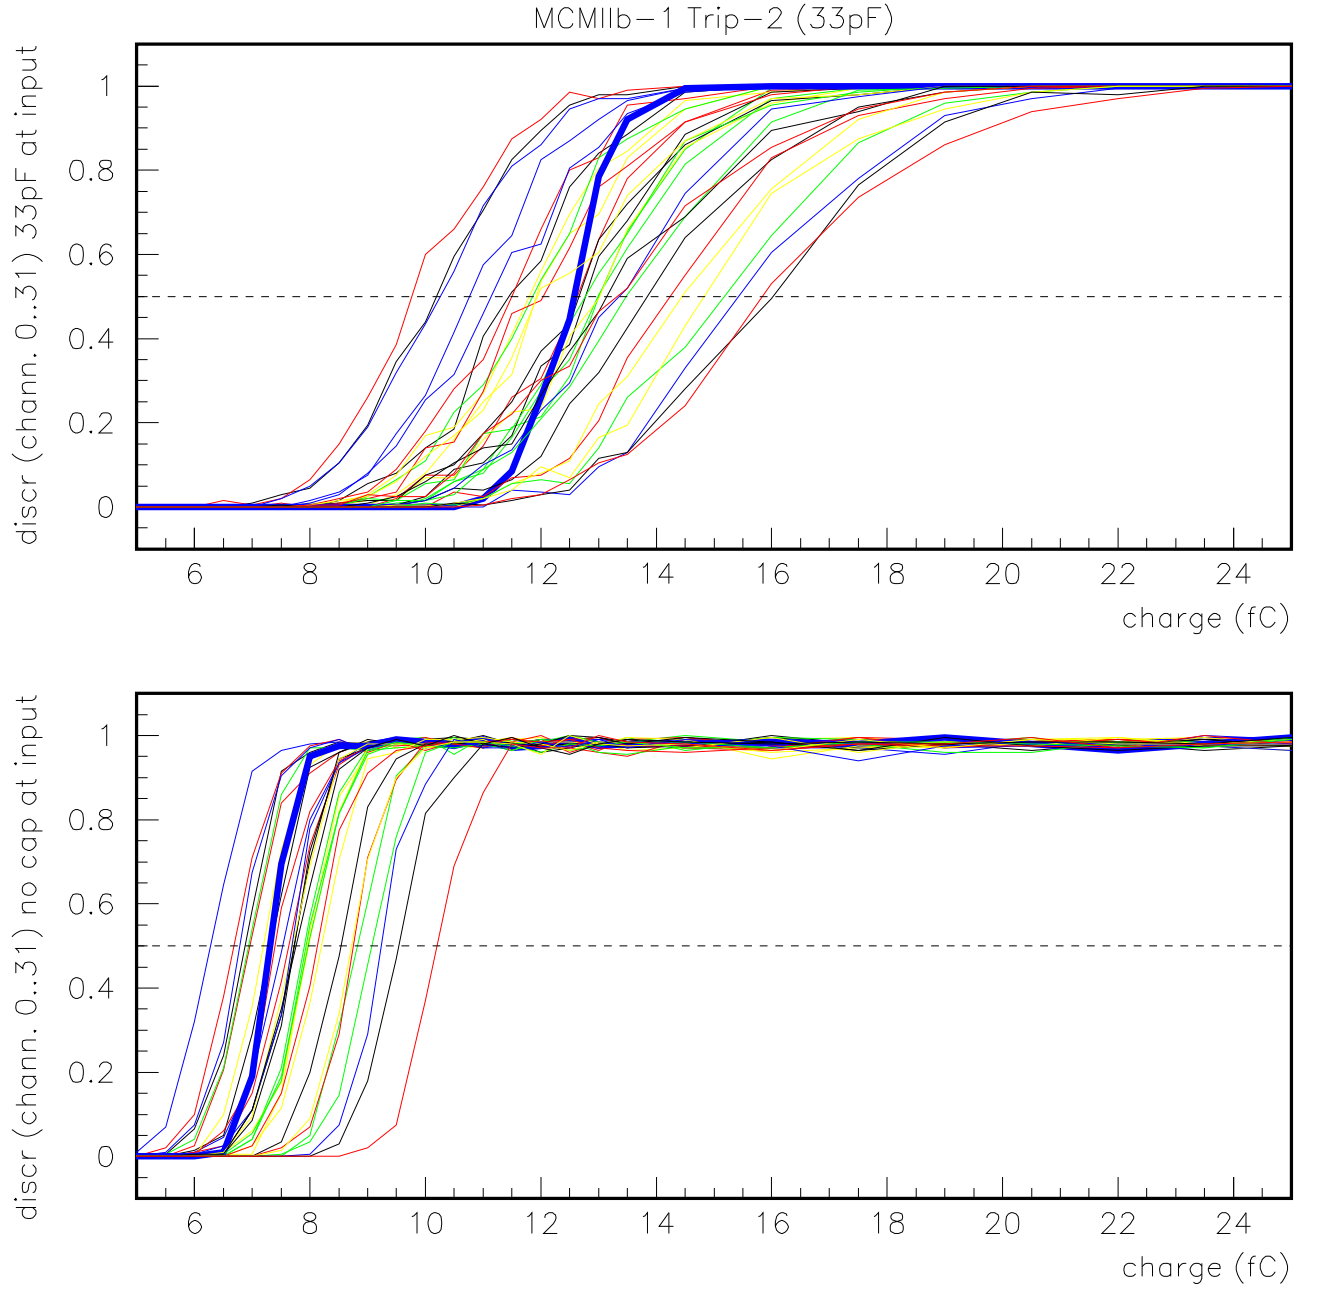 MCMIIb−1 Trip−2 (33pF)
discr (chann. 0..31) 33pF at input
1
0.8
0.6
0.4
0.2
0
6 8 10 12 14 16 18 20 22 24
charge (fC)
discr (chann. 0..31) no cap at input
1
0.8
0.6
0.4
0.2
0
6 8 10 12 14 16 18 20 22 24
charge (fC)